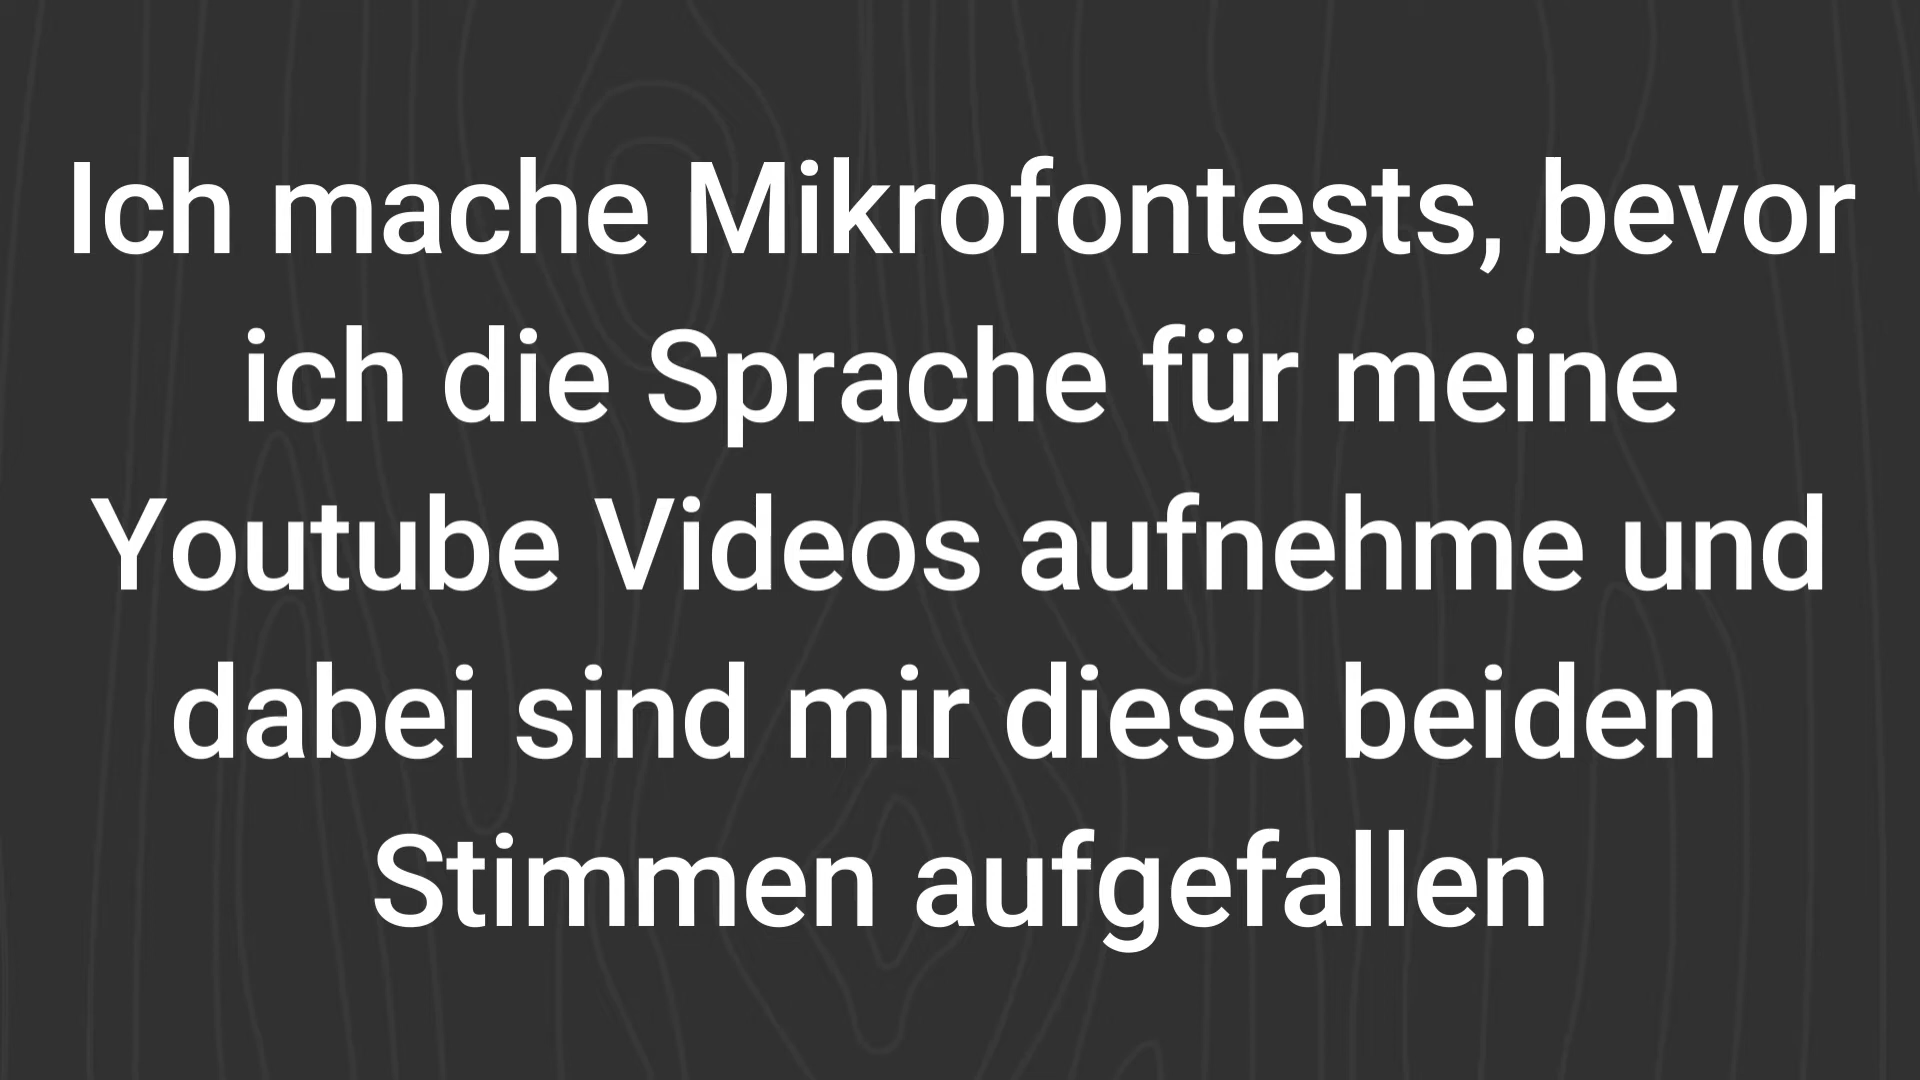 Ich mache Mikrofontests, bevor
ich die Sprache für meine
Youtube Videos aufnehme und
dabei sind mir diese beiden
Stimmen aufgefallen